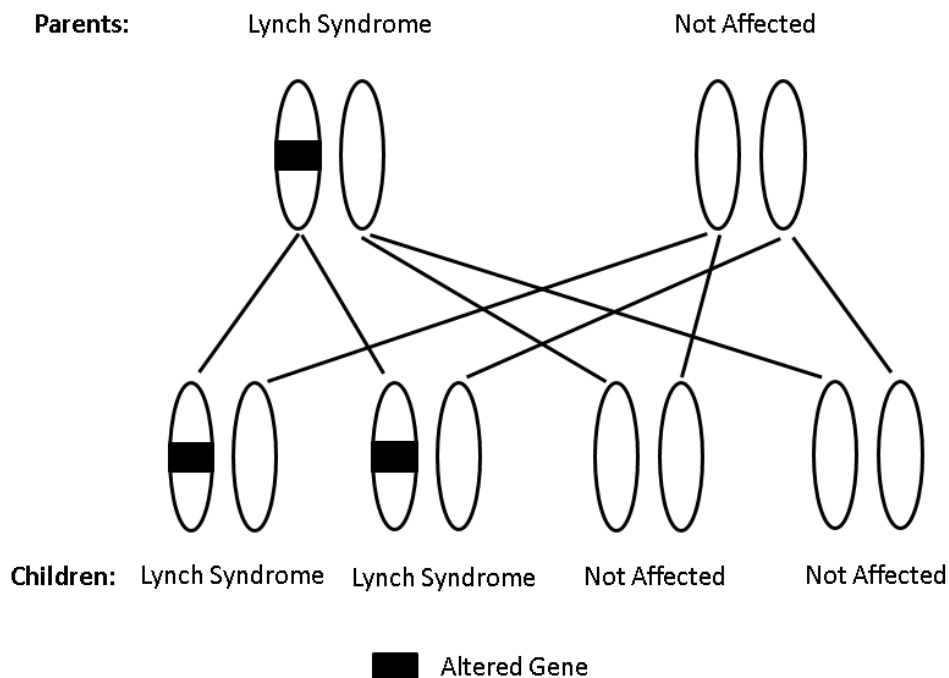 Parents: Lynch Syndrome Not Affected
Children: Lynch Syndrome Lynch Syndrome Not Affected Not Affected
Altered Gene